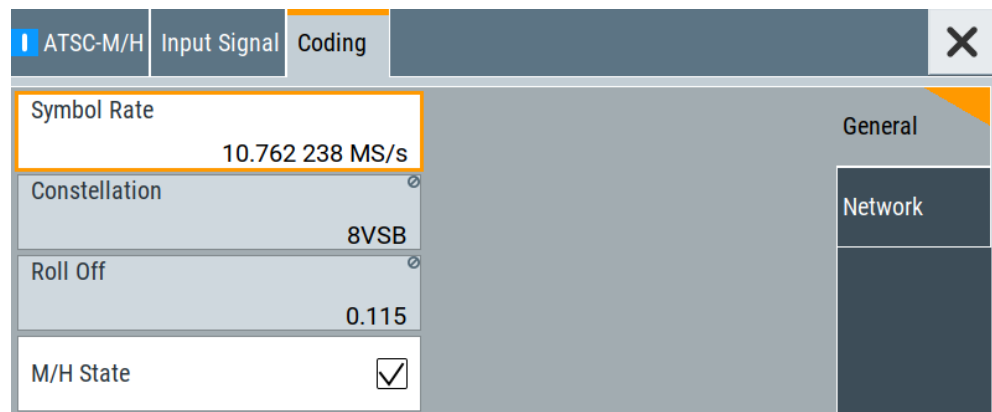 ATSC-M/H Input Signal Coding
Symbol Rate
10.762 238 MS/s
Constellation
8VSB
Roll Off
0.115
M/H State
General
Network